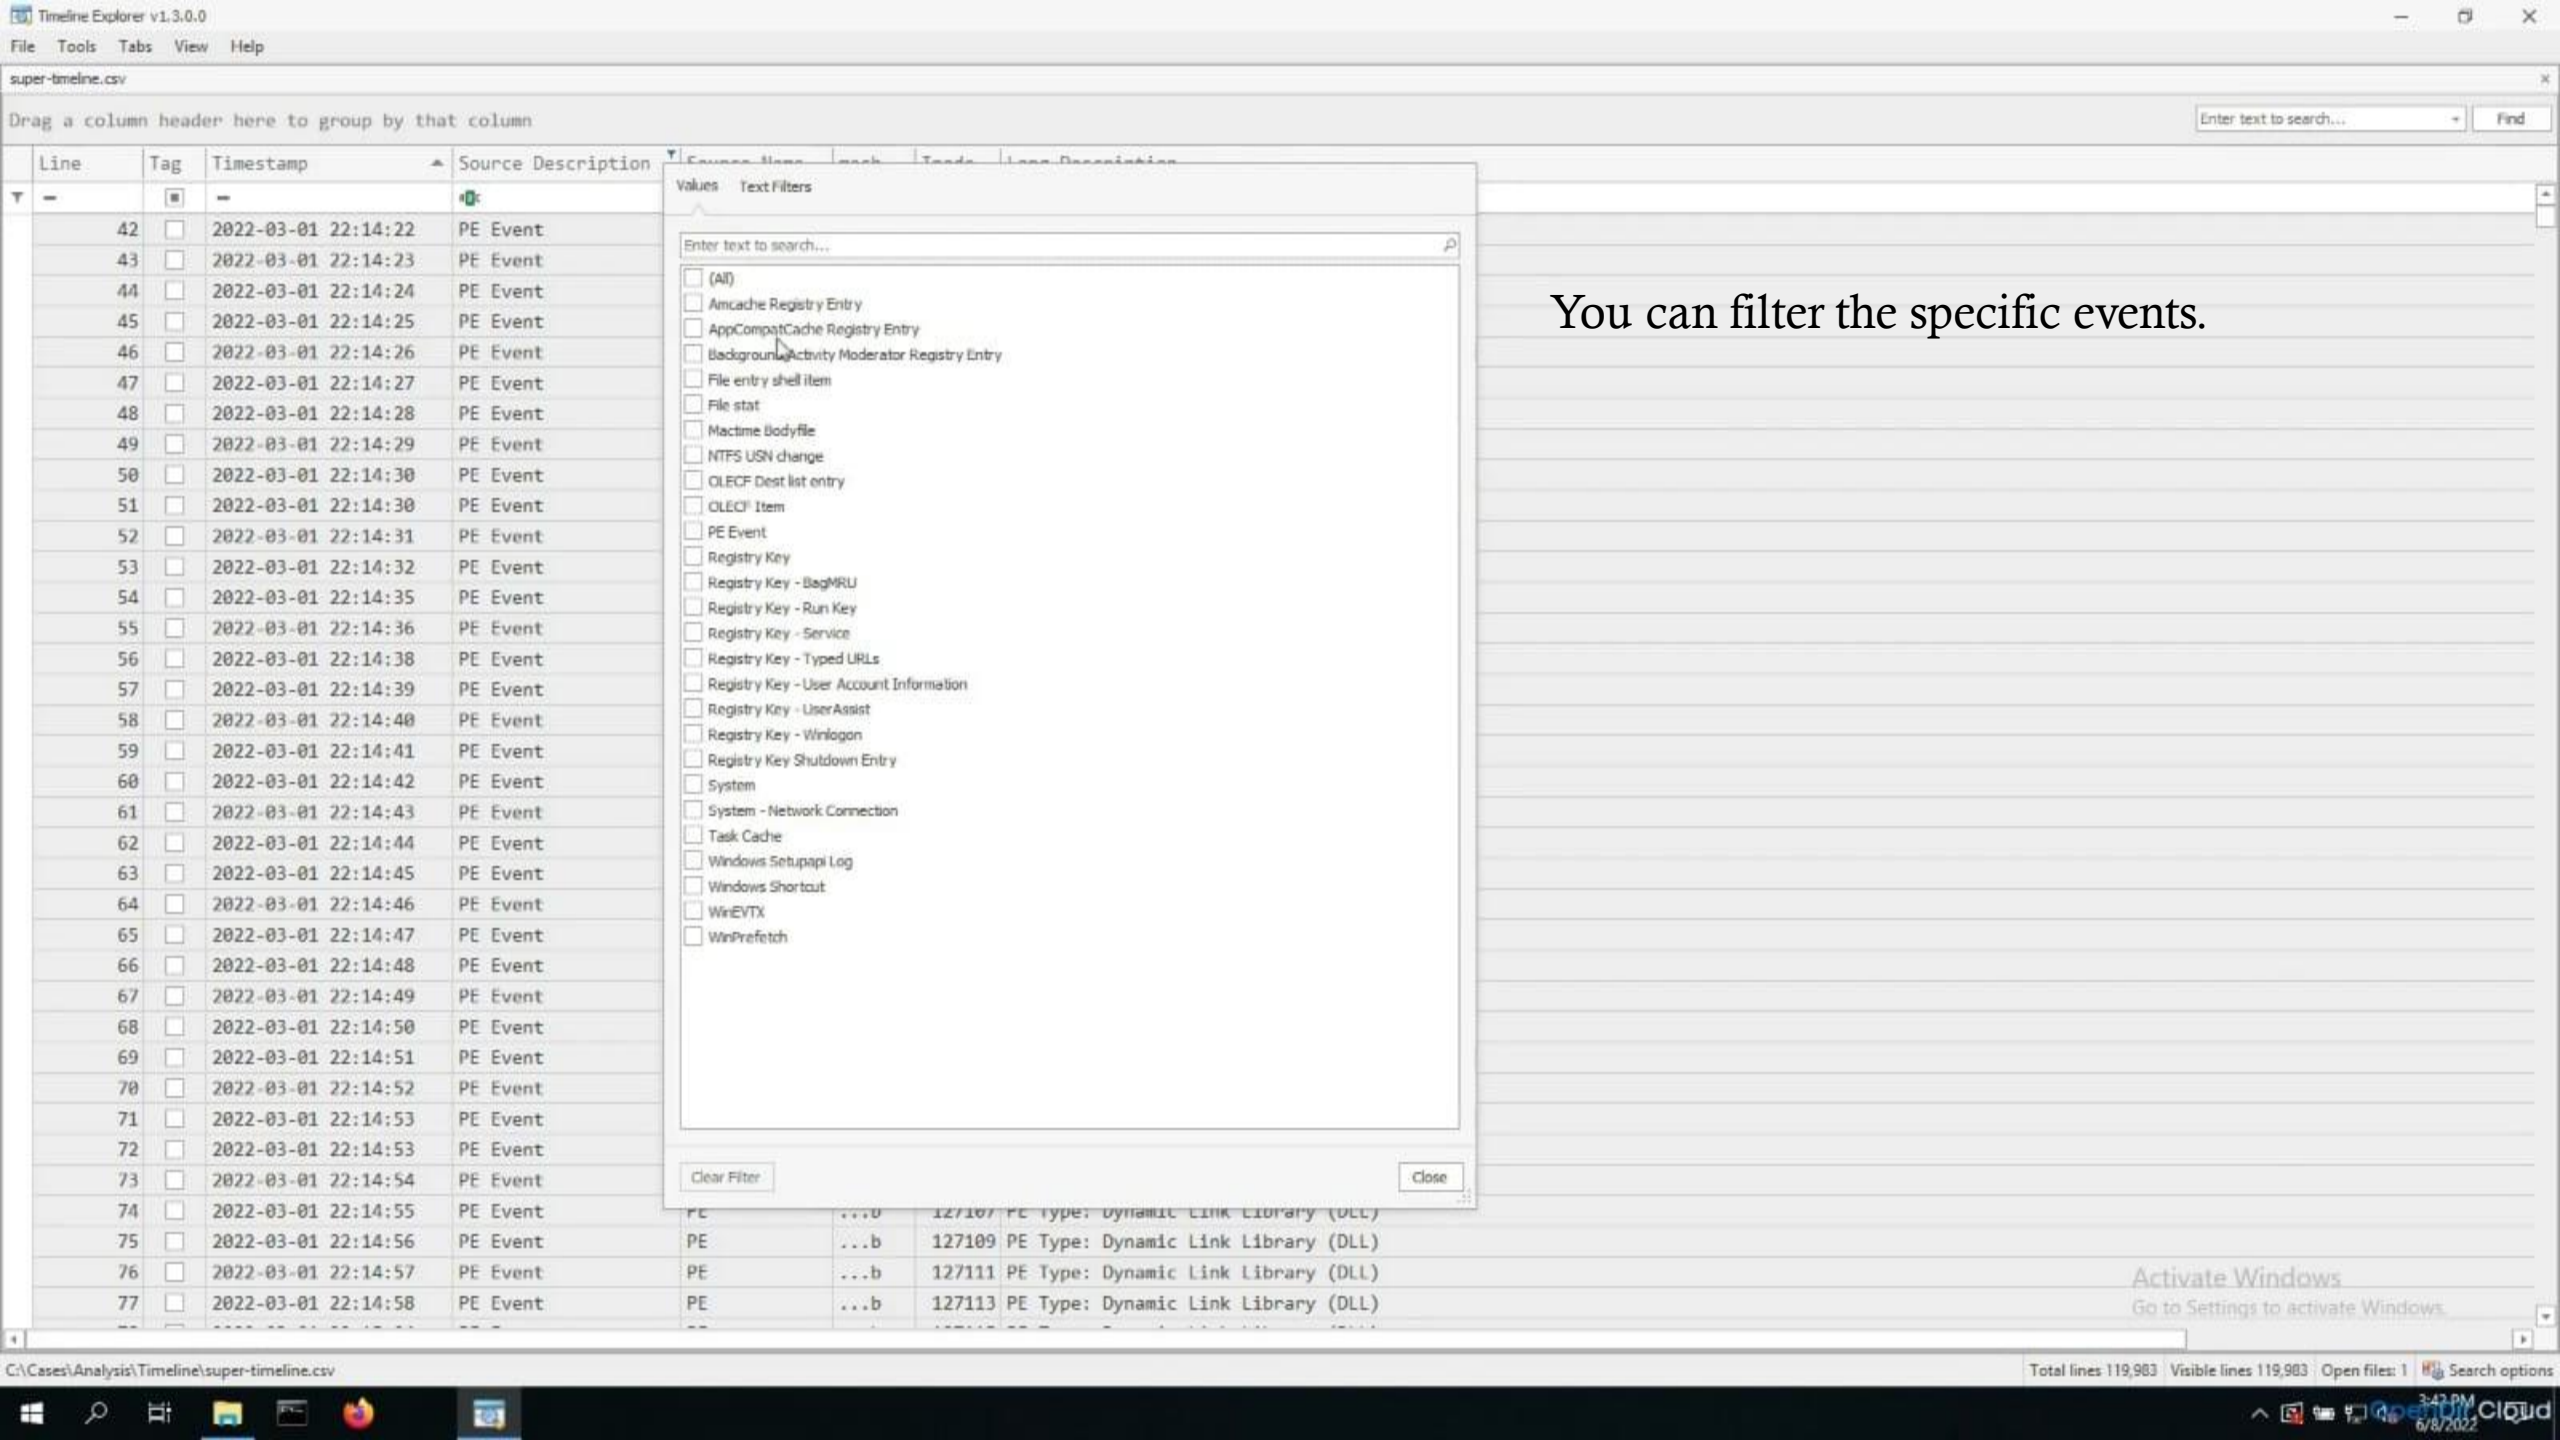 Timeline Explorer v1.3.0.0
File Tools Tabs View Help
super-timeline.csv
Drag a column header here to group by that column
Enter text to search... Find
Line Tag Timestamp Source Description Source Name macb Inode Long Description
Values Text Filters
Enter text to search...
(All)
Amcache Registry Entry
AppCompatCache Registry Entry
Background Activity Moderator Registry Entry
File entry shell item
File stat
Mactime Bodyfile
NTFS USN change
OLECF Dest list entry
OLECF Item
PE Event
Registry Key
Registry Key - BagMRU
Registry Key - Run Key
Registry Key - Service
Registry Key - Typed URLs
Registry Key - User Account Information
Registry Key - UserAssist
Registry Key - Winlogon
Registry Key Shutdown Entry
System
System - Network Connection
Task Cache
Windows Setupapi Log
Windows Shortcut
WinEVTX
WinPrefetch
Clear Filter Close
You can filter the specific events.
42 2022-03-01 22:14:22 PE Event
43 2022-03-01 22:14:23 PE Event
44 2022-03-01 22:14:24 PE Event
45 2022-03-01 22:14:25 PE Event
46 2022-03-01 22:14:26 PE Event
47 2022-03-01 22:14:27 PE Event
48 2022-03-01 22:14:28 PE Event
49 2022-03-01 22:14:29 PE Event
50 2022-03-01 22:14:30 PE Event
51 2022-03-01 22:14:30 PE Event
52 2022-03-01 22:14:31 PE Event
53 2022-03-01 22:14:32 PE Event
54 2022-03-01 22:14:35 PE Event
55 2022-03-01 22:14:36 PE Event
56 2022-03-01 22:14:38 PE Event
57 2022-03-01 22:14:39 PE Event
58 2022-03-01 22:14:40 PE Event
59 2022-03-01 22:14:41 PE Event
60 2022-03-01 22:14:42 PE Event
61 2022-03-01 22:14:43 PE Event
62 2022-03-01 22:14:44 PE Event
63 2022-03-01 22:14:45 PE Event
64 2022-03-01 22:14:46 PE Event
65 2022-03-01 22:14:47 PE Event
66 2022-03-01 22:14:48 PE Event
67 2022-03-01 22:14:49 PE Event
68 2022-03-01 22:14:50 PE Event
69 2022-03-01 22:14:51 PE Event
70 2022-03-01 22:14:52 PE Event
71 2022-03-01 22:14:53 PE Event
72 2022-03-01 22:14:53 PE Event
73 2022-03-01 22:14:54 PE Event
74 2022-03-01 22:14:55 PE Event PE ...b 127107 PE Type: Dynamic Link Library (DLL)
75 2022-03-01 22:14:56 PE Event PE ...b 127109 PE Type: Dynamic Link Library (DLL)
76 2022-03-01 22:14:57 PE Event PE ...b 127111 PE Type: Dynamic Link Library (DLL)
77 2022-03-01 22:14:58 PE Event PE ...b 127113 PE Type: Dynamic Link Library (DLL)
Activate Windows
Go to Settings to activate Windows.
C:\Cases\Analysis\Timeline\super-timeline.csv Total lines 119,983 Visible lines 119,983 Open files: 1 Search options
3:42 PM
OpenDir.Cloud
6/8/2022